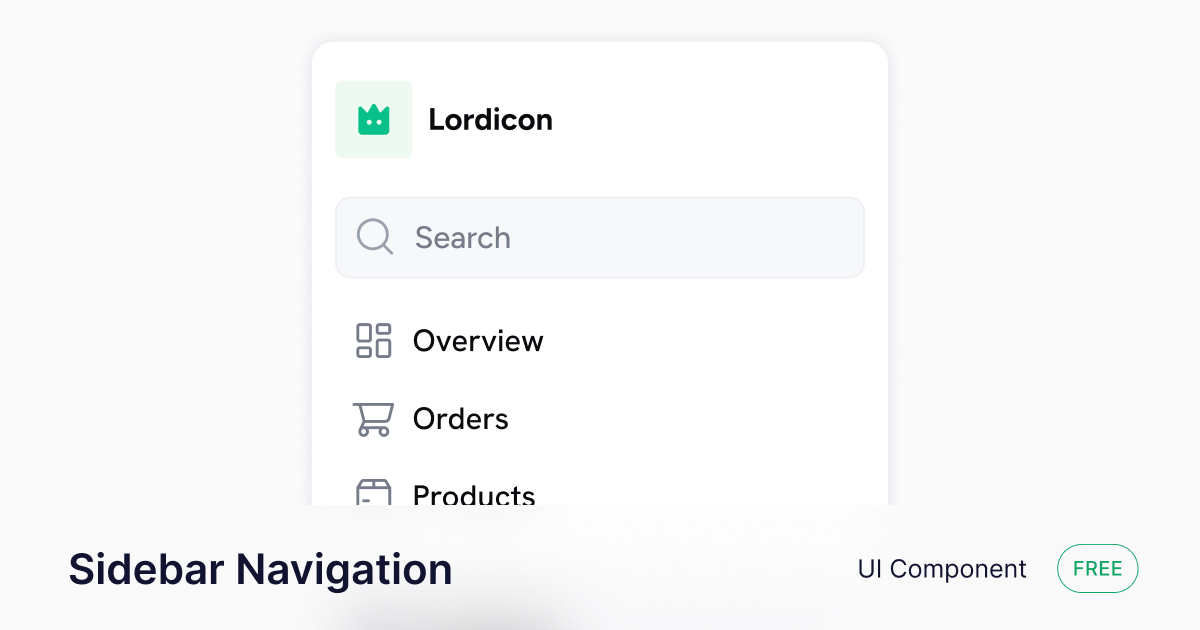 Lordicon
Search
Overview
Orders
Products
Sidebar Navigation
UI Component
FREE